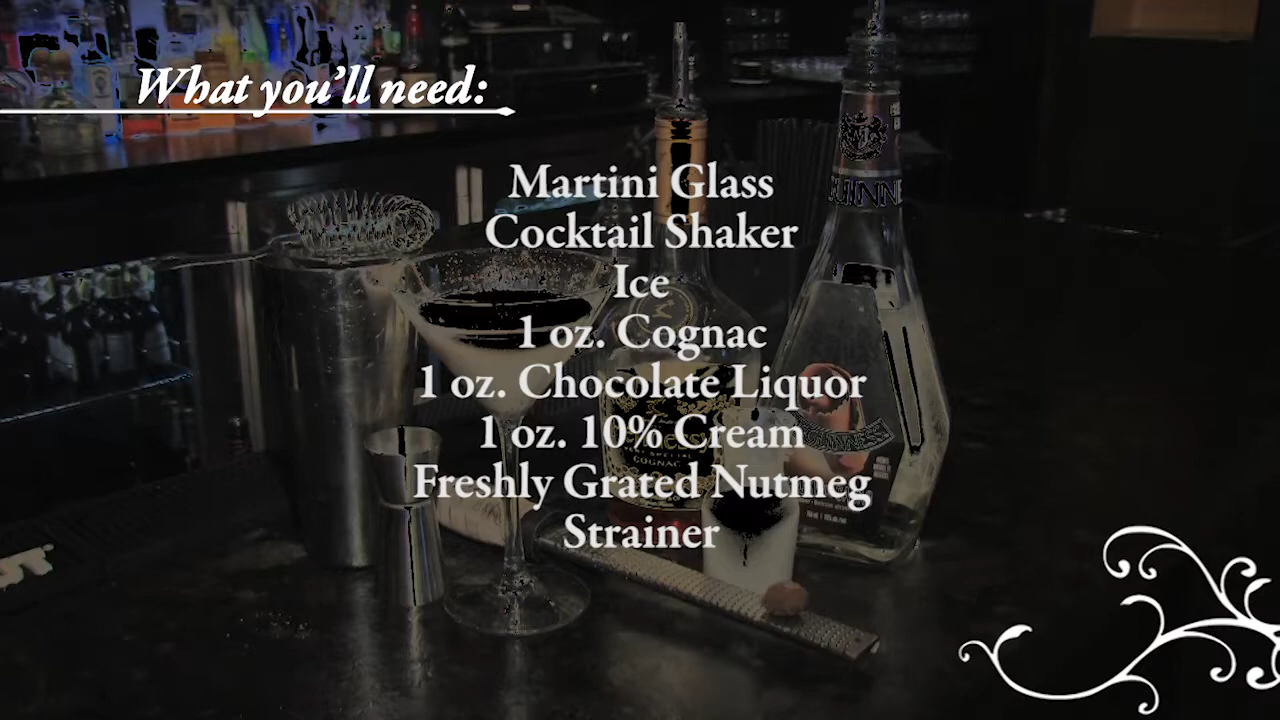 What you'll need:
Martini Glass
Cocktail Shaker
Ice
1 oz. Cognac
1 oz. Chocolate Liquor
1 oz. 10% Cream
Freshly Grated Nutmeg
Strainer
COGNAC